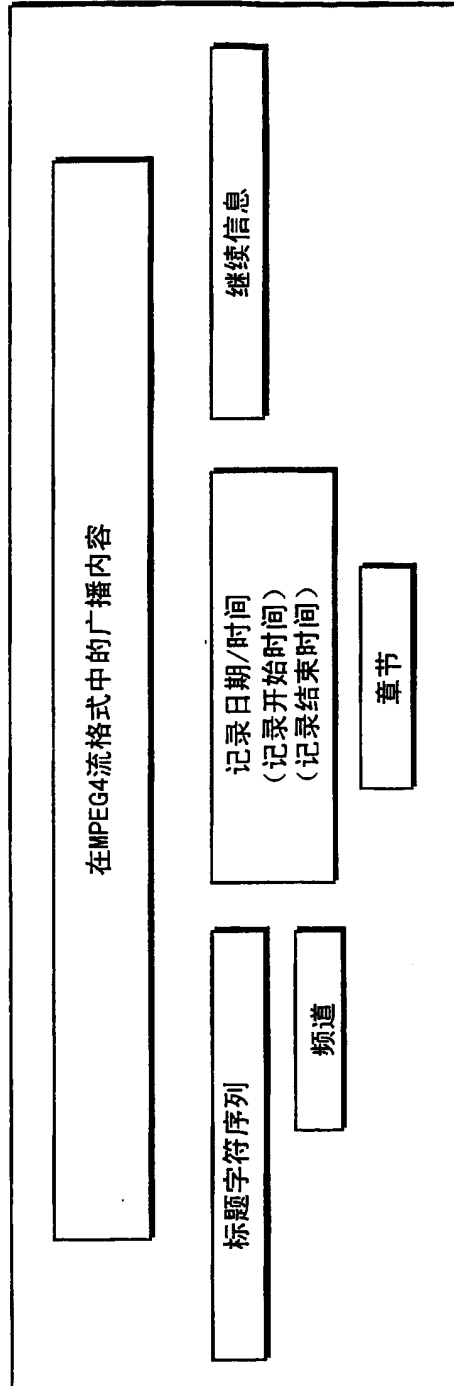 在MPEG4流格式中的广播内容
标题字符序列
记录日期/时间
（记录开始时间）
（记录结束时间）
继续信息
频道
章节